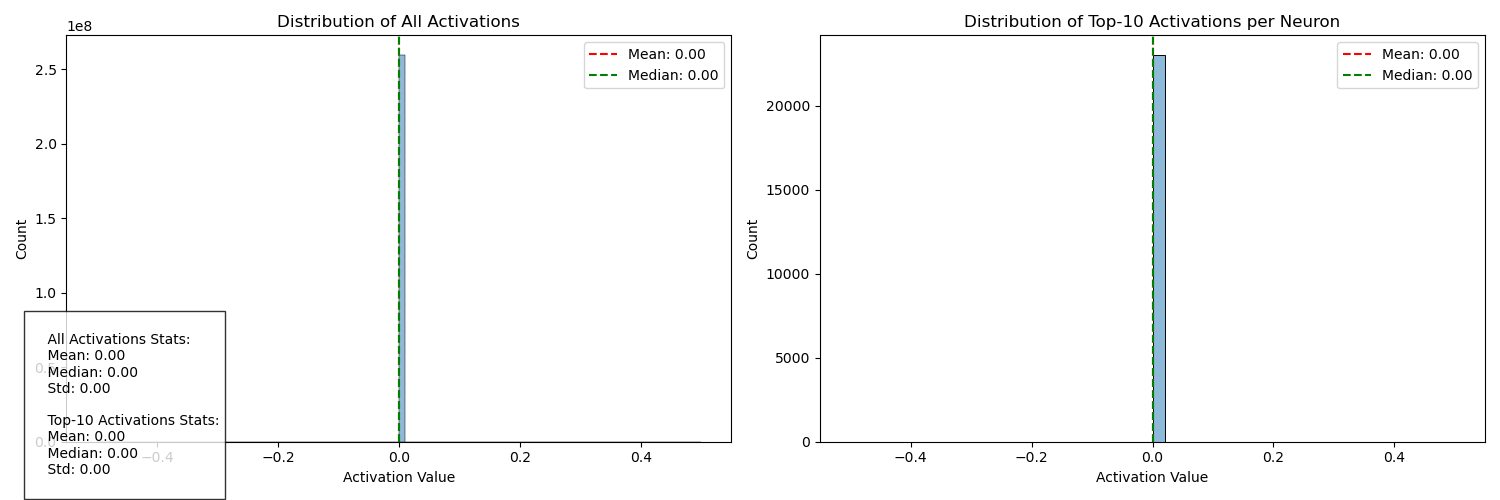 Distribution of All Activations
1e8
Mean: 0.00
Median: 0.00
2.5
2.0
1.5
1.0
0.5
0.0
Count
−0.4
−0.2
0.0
0.2
0.4
Activation Value
All Activations Stats:
Mean: 0.00
Median: 0.00
Std: 0.00
Top-10 Activations Stats:
Mean: 0.00
Median: 0.00
Std: 0.00
Distribution of Top-10 Activations per Neuron
Mean: 0.00
Median: 0.00
20000
15000
10000
5000
0
Count
−0.4
−0.2
0.0
0.2
0.4
Activation Value